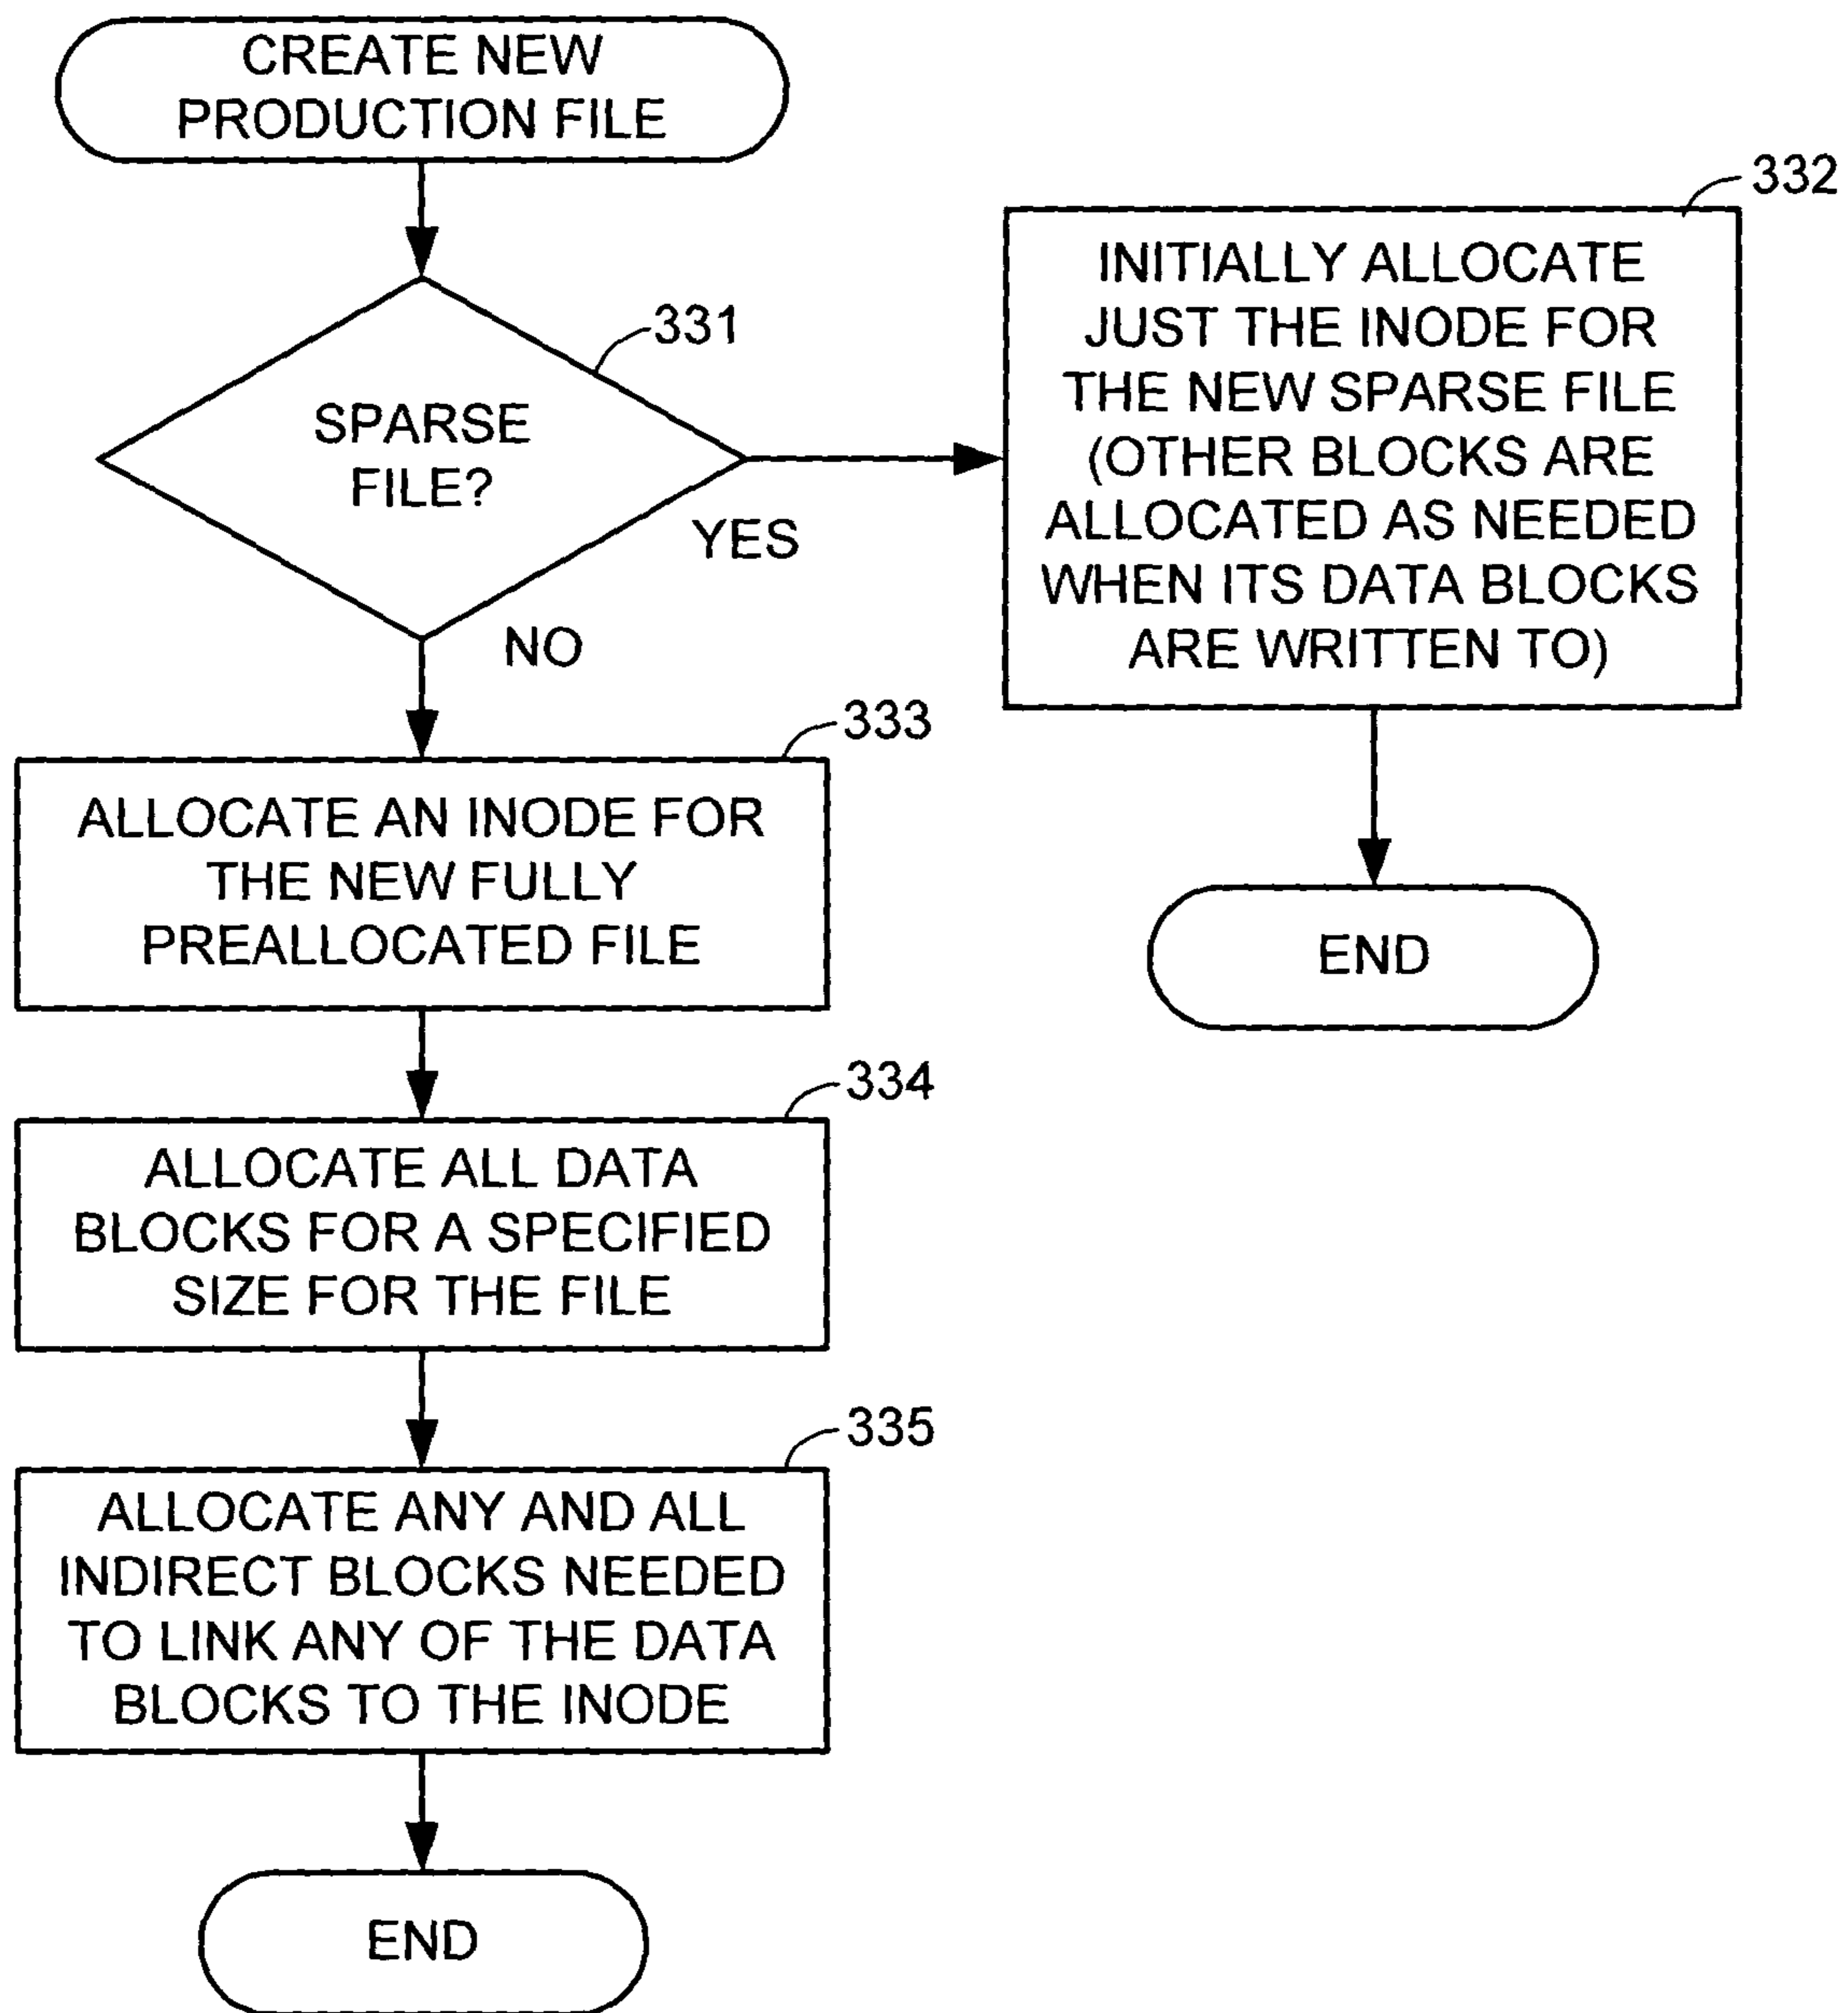 CREATE NEW
PRODUCTION FILE
331
SPARSE
FILE?
YES
NO
332
INITIALLY ALLOCATE
JUST THE INODE FOR
THE NEW SPARSE FILE
(OTHER BLOCKS ARE
ALLOCATED AS NEEDED
WHEN ITS DATA BLOCKS
ARE WRITTEN TO)
END
333
ALLOCATE AN INODE FOR
THE NEW FULLY
PREALLOCATED FILE
334
ALLOCATE ALL DATA
BLOCKS FOR A SPECIFIED
SIZE FOR THE FILE
335
ALLOCATE ANY AND ALL
INDIRECT BLOCKS NEEDED
TO LINK ANY OF THE DATA
BLOCKS TO THE INODE
END